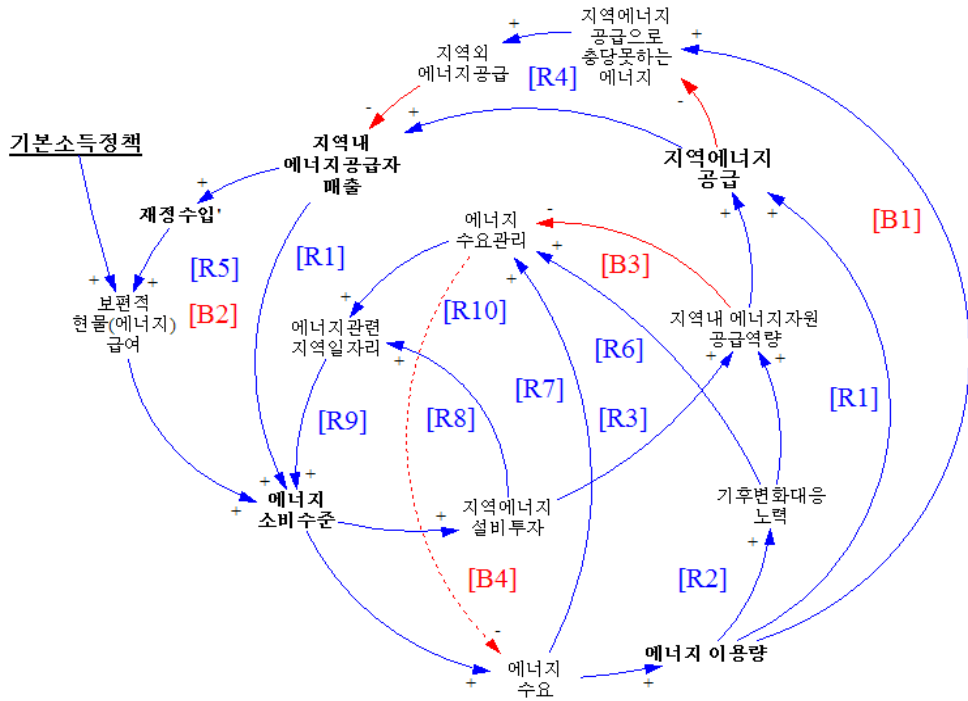 지역에너지
공급으로
충당못하는
에너지
+
+
지역외
에너지공급
[R4]
-
-
+
기본소득정책
지역내
에너지공급자
매출
지역에너지
공급
+
재정수입'
에너지
수요관리
-
+
+
+
[B1]
[R5]
[R1]
[B3]
+
+
+
+
보편적
현물(에너지)
급여
[B2]
[R10]
에너지관련
지역일자리
+
+
지역내 에너지자원
공급역량
+
+
[R6]
[R7]
[R1]
[R9]
[R8]
[R3]
+
+
+
에너지
소비수준
+
지역에너지
설비투자
기후변화대응
노력
+
[B4]
[R2]
-
에너지
수요
+
에너지 이용량
+